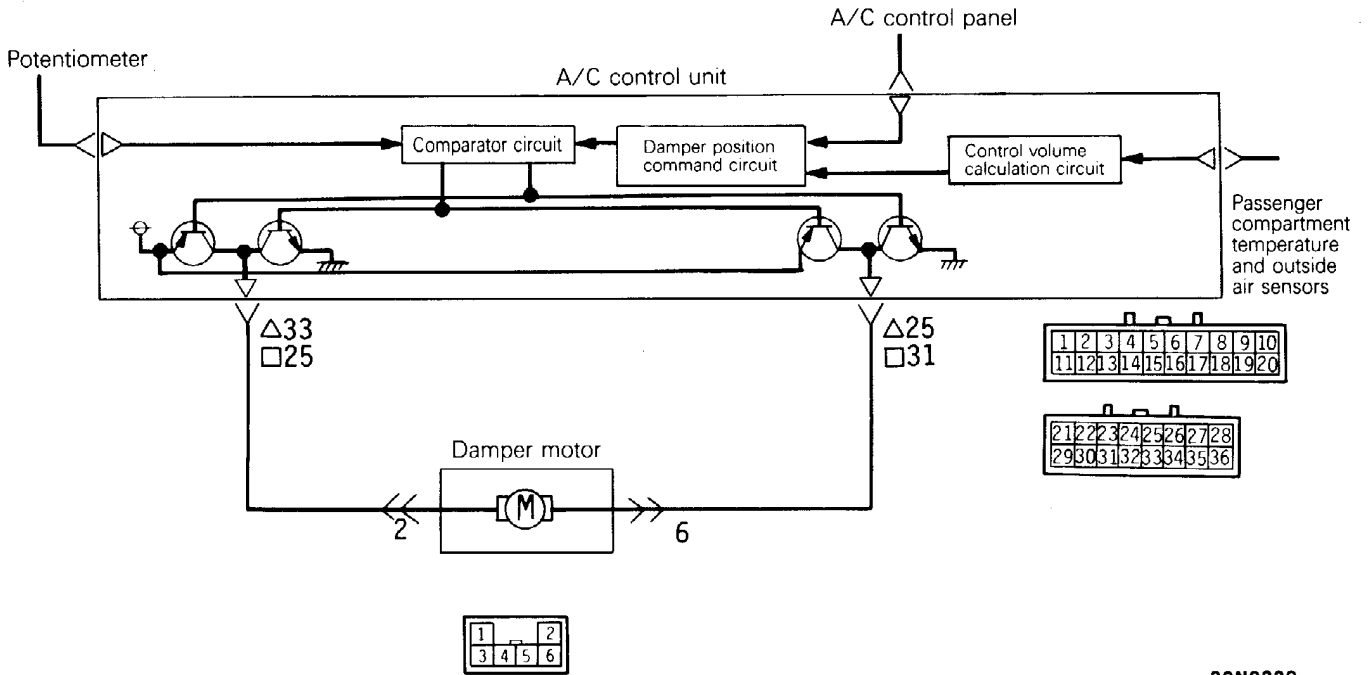 A/C control panel
Potentiometer
A/C control unit
Comparator circuit
Damper position
command circuit
Control volume
calculation circuit
Passenger
compartment
temperature
and outside
air sensors
△33
□25
△25
□31
1 2 3 4 5 6 7 8 9 10
11 12 13 14 15 16 17 18 19 20
21 22 23 24 25 26 27 28
29 30 31 32 33 34 35 36
Damper motor
M
2
6
1 2
3 4 5 6